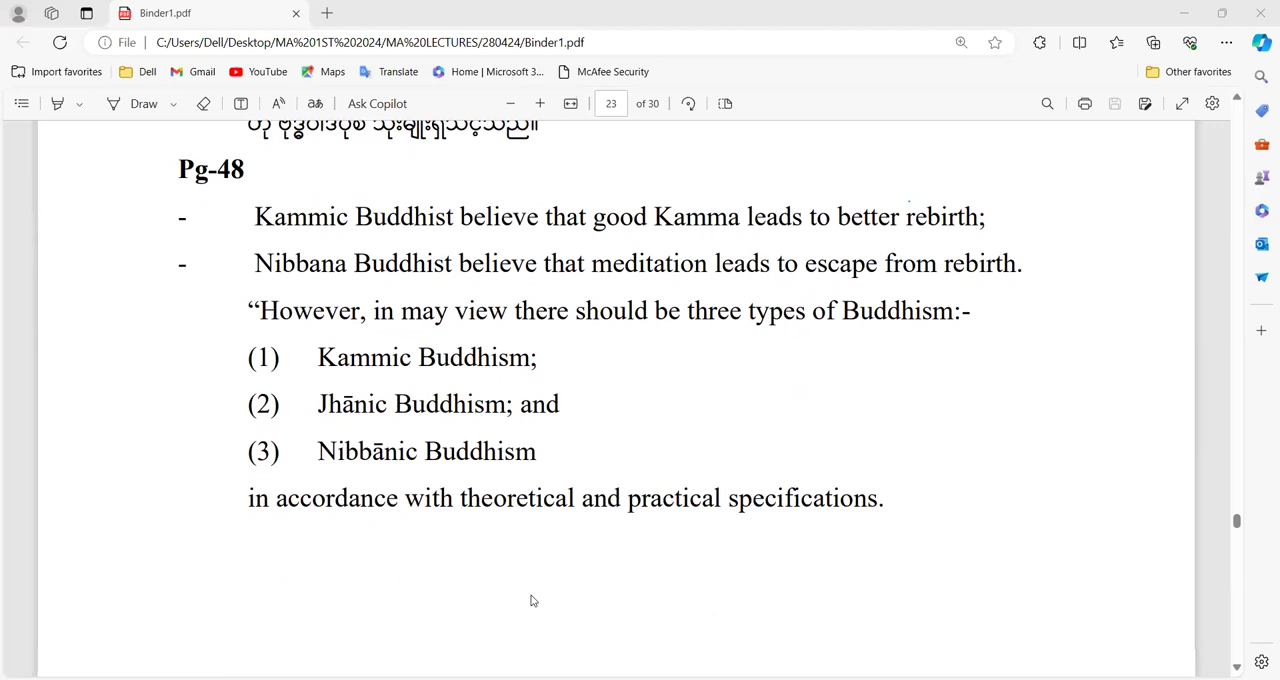 Binder1.pdf
File C:/Users/Dell/Desktop/MA%201ST%202024/MA%20LECTURES/280424/Binder1.pdf
Import favorites Dell Gmail YouTube Maps Translate Home | Microsoft 3... McAfee Security Other favorites
Draw Ask Copilot 23 of 30
Pg-48
- Kammic Buddhist believe that good Kamma leads to better rebirth;
- Nibbana Buddhist believe that meditation leads to escape from rebirth.
“However, in may view there should be three types of Buddhism:-
(1) Kammic Buddhism;
(2) Jhānic Buddhism; and
(3) Nibbānic Buddhism
in accordance with theoretical and practical specifications.